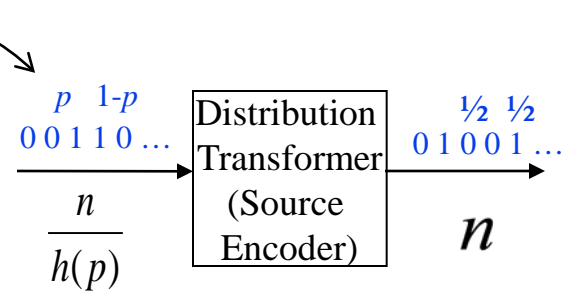 p 1-p
0 0 1 1 0 ...
n
h(p)
Distribution
Transformer
(Source
Encoder)
½ ½
0 1 0 0 1 ...
n